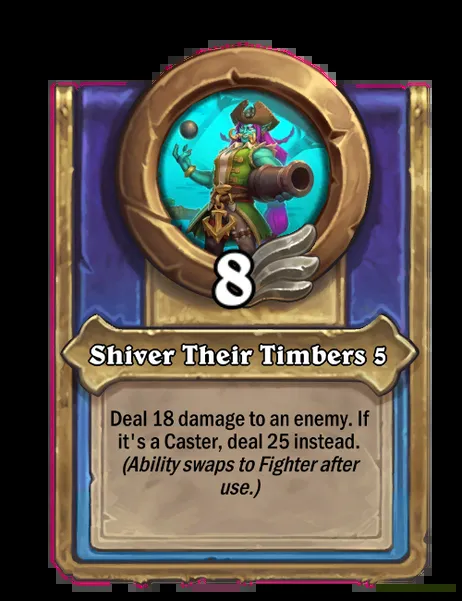 8
Shiver Their Timbers 5
Deal 18 damage to an enemy. If
it's a Caster, deal 25 instead.
(Ability swaps to Fighter after
use.)